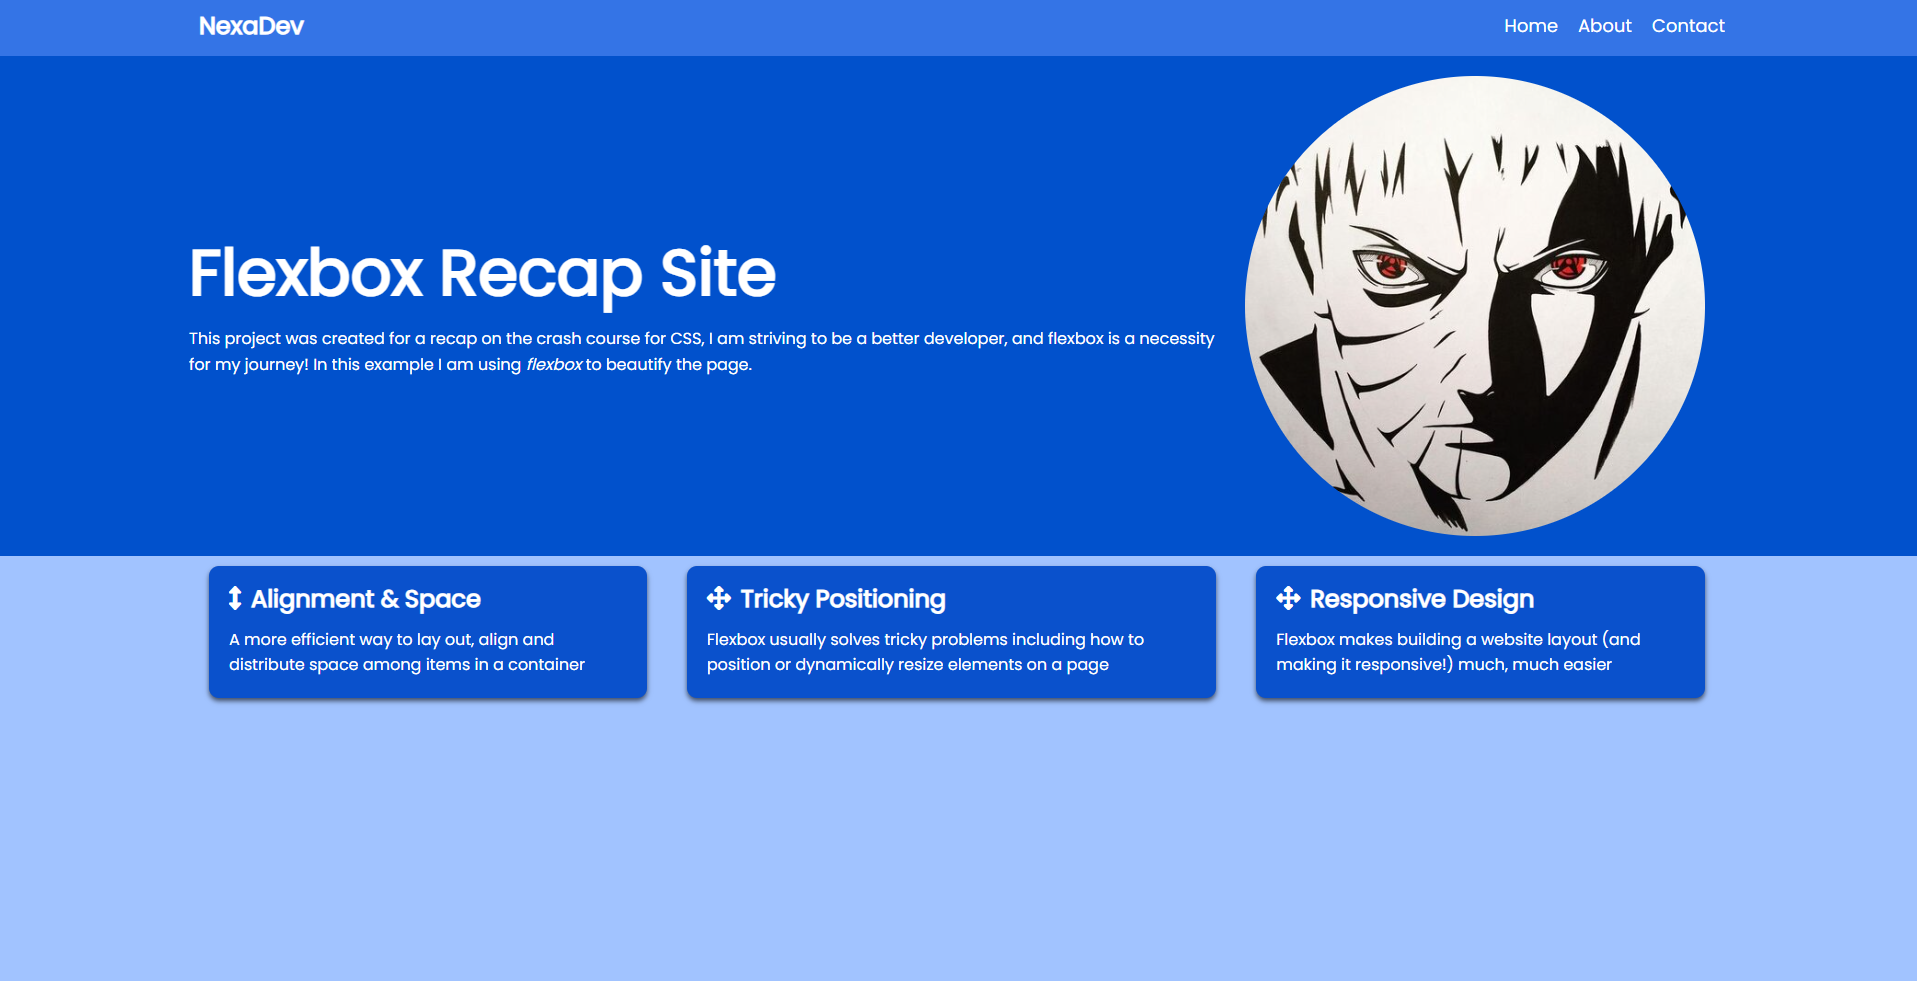 NexaDev
Home About Contact
Flexbox Recap Site
This project was created for a recap on the crash course for CSS, I am striving to be a better developer, and flexbox is a necessity
for my journey! In this example I am using flexbox to beautify the page.
Alignment & Space
A more efficient way to lay out, align and
distribute space among items in a container
Tricky Positioning
Flexbox usually solves tricky problems including how to
position or dynamically resize elements on a page
Responsive Design
Flexbox makes building a website layout (and
making it responsive!) much, much easier